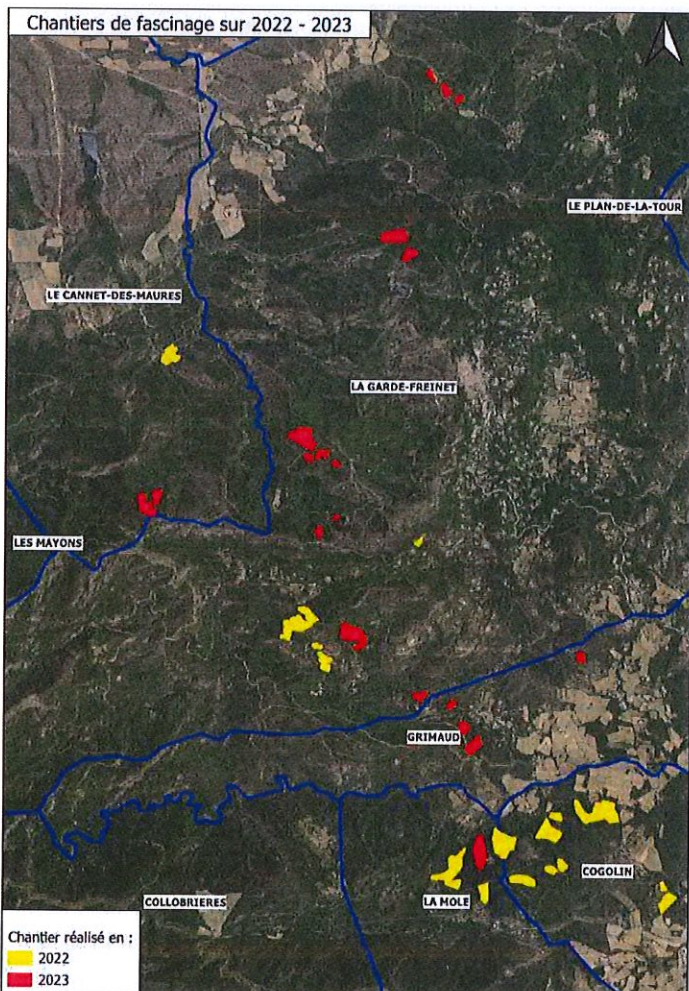 Chantiers de fascinage sur 2022 - 2023
LE PLAN-DE-LA-TOUR
LE CANNET-DES-MAURES
LA GARDE-FREINET
LES MAYONS
GRIMAUD
COGOLIN
COLLOBRIERES
LA MOLE
Chantier réalisé en :
2022
2023